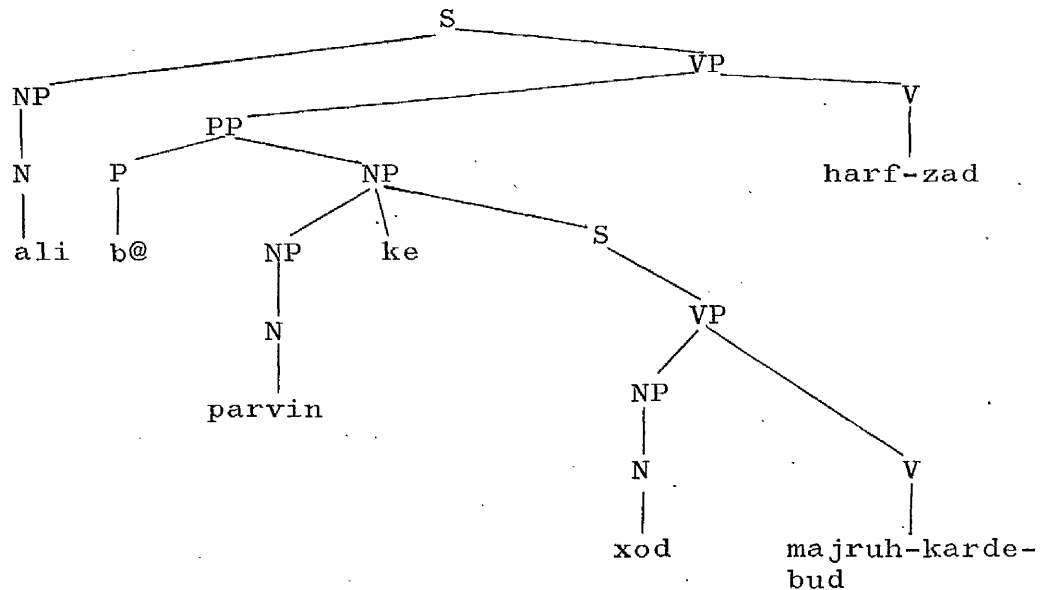 S
VP
NP V
PP
N P NP harf-zad
S
ali b@ NP ke
VP
N
NP
parvin
N V
xod majruh-karde-
bud